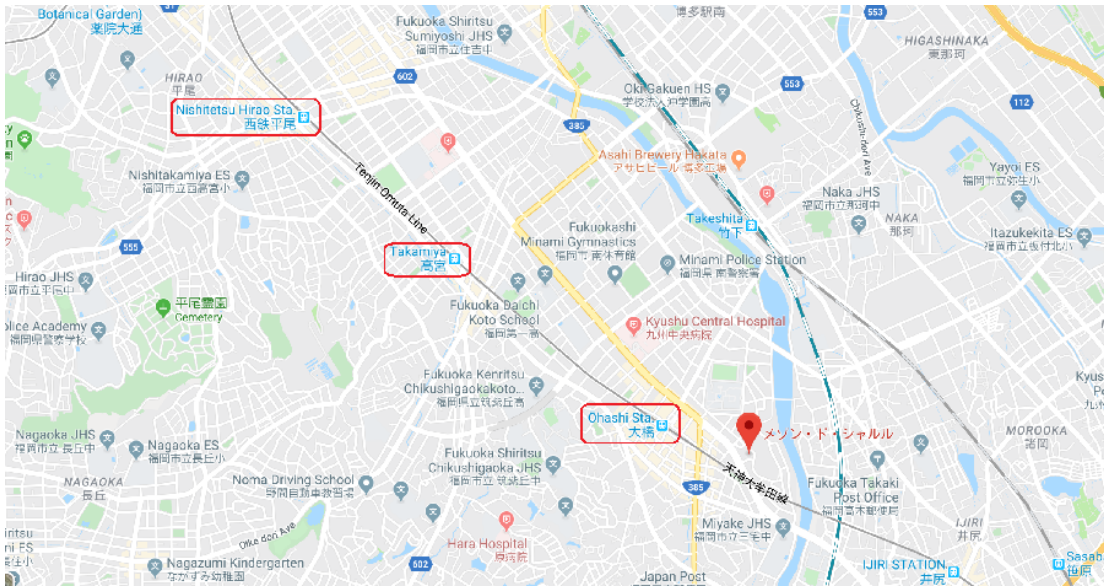 Botanical Garden)
薬院大通
HIRAO
平尾
Nishitetsu Hirao Sta.
西鉄平尾
Fukuoka Shiritsu
Sumiyoshi JHS
福岡市立住吉中
602
博多駅南
553
HIGASHINAKA
東那珂
385
Oki Gakuen HS
学校法人沖学園高
553
112
Chikushi-dori Ave
Asahi Brewery Hakata
アサヒビール 博多工場
Yayoi ES
福岡市立弥生小
Nishitakamiya ES
福岡市立西高宮小
Tenjin Omuta Line
Naka JHS
福岡市立那珂中
NAKA
那珂
Takeshita
竹下
Itazukekita ES
福岡市立板付北小
555
Takamiya
高宮
Fukuokashi
Minami Gymnastics
福岡市 南体育館
Minami Police Station
福岡県 南警察署
Hirao JHS
福岡市立平尾中
平尾霊園
Cemetery
Fukuoka Daichi
Koto School
福岡第一高
Kyushu Central Hospital
九州中央病院
olice Academy
福岡県警察学校
Fukuoka Kenritsu
Chikushigaokakoto...
福岡県立筑紫丘高
Kyus
Ohashi Sta.
大橋
メゾン・ド・シャルル
MOROOKA
諸岡
Nagaoka JHS
福岡市立 長丘中
Nagaoka ES
福岡市立長丘小
NAGAOKA
長丘
Fukuoka Shiritsu
Chikushigaoka JHS
福岡市立 筑紫丘中
天神大牟田線
Noma Driving School
野間自動車教習場
385
Fukuoka Takaki
Post Office
福岡高木郵便局
Miyake JHS
福岡市立三宅中
IJIRI
井尻
Hara Hospital
原病院
602
Nagazumi Kindergarten
ながずみ幼稚園
Japan Post
IJIRI STATION
井尻
Sasab
笹原